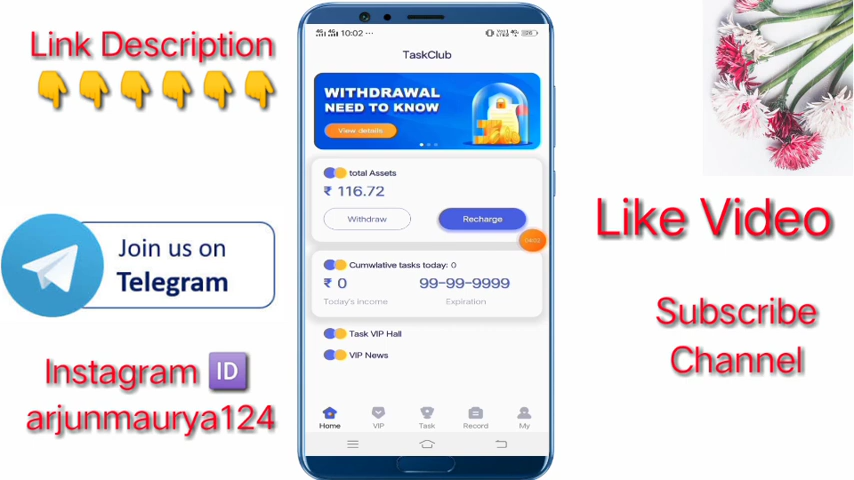 Link Description
Join us on
Telegram
Instagram 🆔
arjunmaurya124
10:02 ...
TaskClub
WITHDRAWAL
NEED TO KNOW
View details
total Assets
₹ 116.72
Withdraw
Recharge
Cumwlative tasks today: 0
₹ 0
99-99-9999
Today's income
Expiration
Task VIP Hall
VIP News
Home
VIP
Task
Record
My
Like Video
Subscribe
Channel